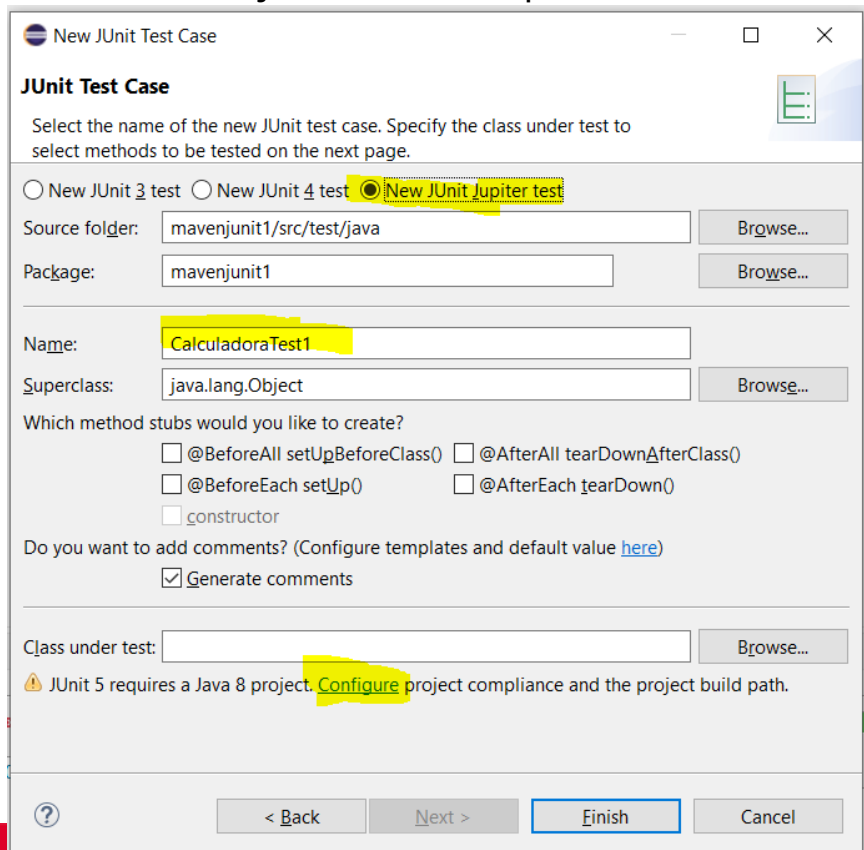 New JUnit Test Case
JUnit Test Case
Select the name of the new JUnit test case. Specify the class under test to
select methods to be tested on the next page.
New JUnit 3 test New JUnit 4 test New JUnit Jupiter test
Source folder: mavenjunit1/src/test/java Browse...
Package: mavenjunit1 Browse...
Name: CalculadoraTest1
Superclass: java.lang.Object Browse...
Which method stubs would you like to create?
@BeforeAll setUpBeforeClass() @AfterAll tearDownAfterClass()
@BeforeEach setUp() @AfterEach tearDown()
constructor
Do you want to add comments? (Configure templates and default value here)
Generate comments
Class under test: Browse...
JUnit 5 requires a Java 8 project. Configure project compliance and the project build path.
? < Back Next > Finish Cancel